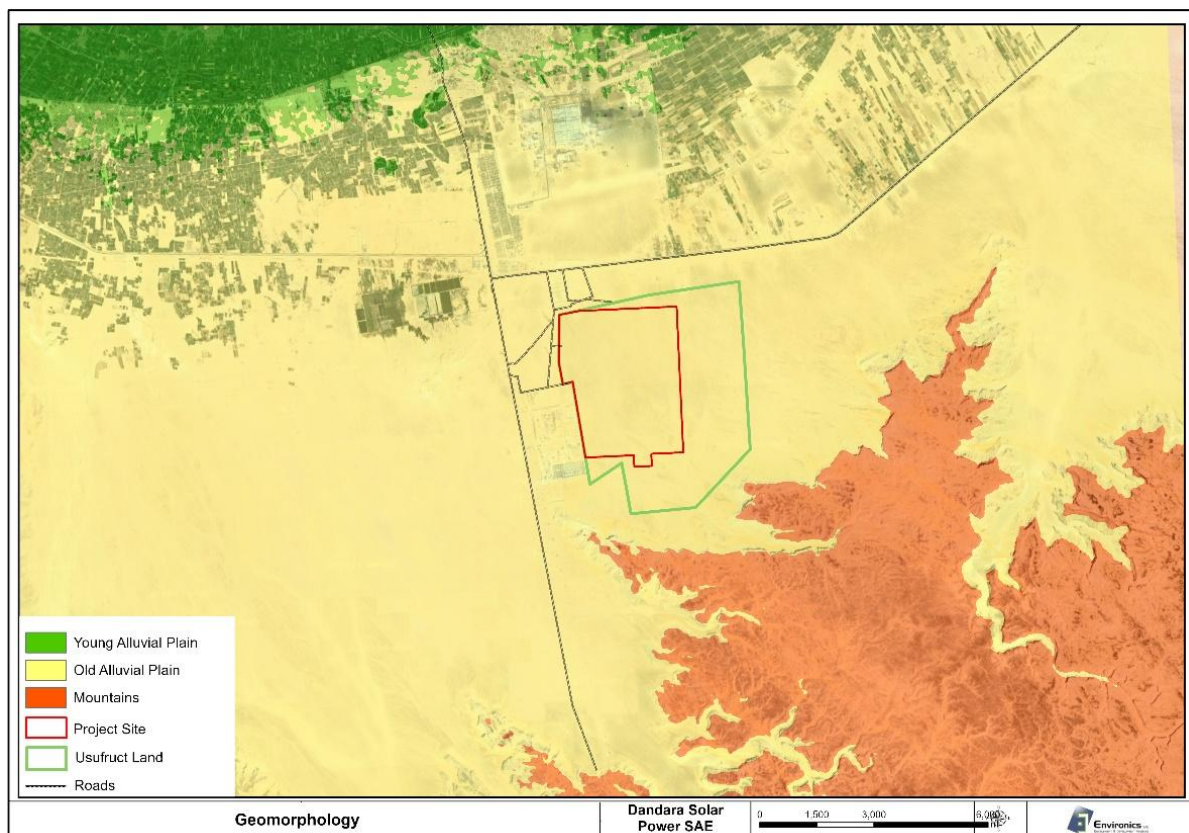 Young Alluvial Plain
Old Alluvial Plain
Mountains
Project Site
Usufruct Land
Roads
Geomorphology
Dandara Solar
Power SAE
0 1,500 3,000 6,000
Environics